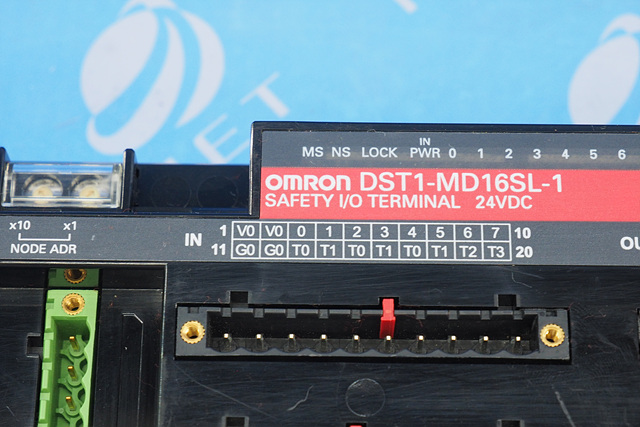 ET
IN
MS NS LOCK PWR 0 1 2 3 4 5 6
OMRON DST1-MD16SL-1
SAFETY I/O TERMINAL 24VDC
x10 x1
NODE ADR
IN 1 V0 V0 0 1 2 3 4 5 6 7 10
11 G0 G0 T0 T1 T0 T1 T0 T1 T2 T3 20
OU